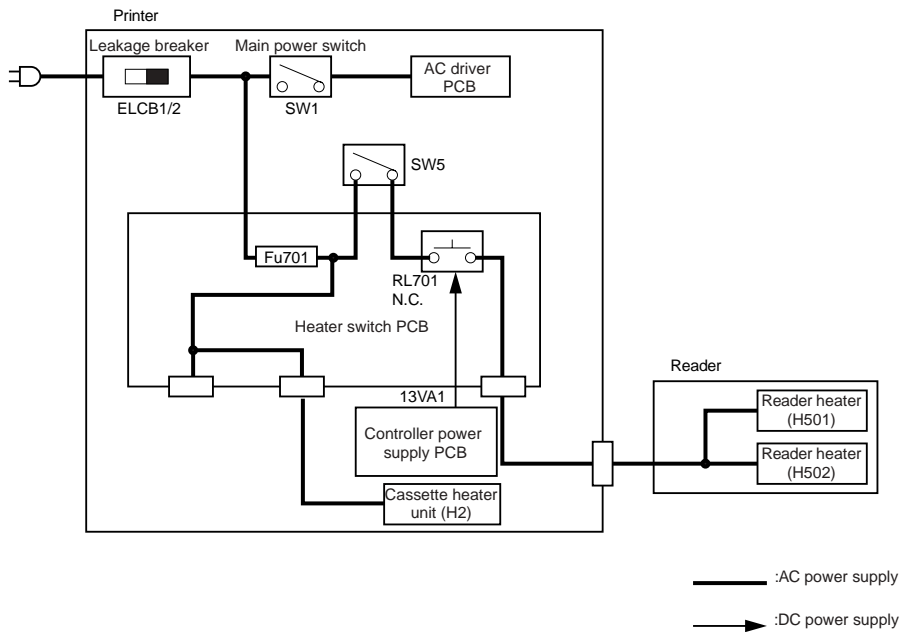 Printer
Leakage breaker
Main power switch
AC driver
PCB
ELCB1/2
SW1
SW5
Fu701
RL701
N.C.
Heater switch PCB
Reader
13VA1
Reader heater
(H501)
Controller power
supply PCB
Reader heater
(H502)
Cassette heater
unit (H2)
:AC power supply
:DC power supply